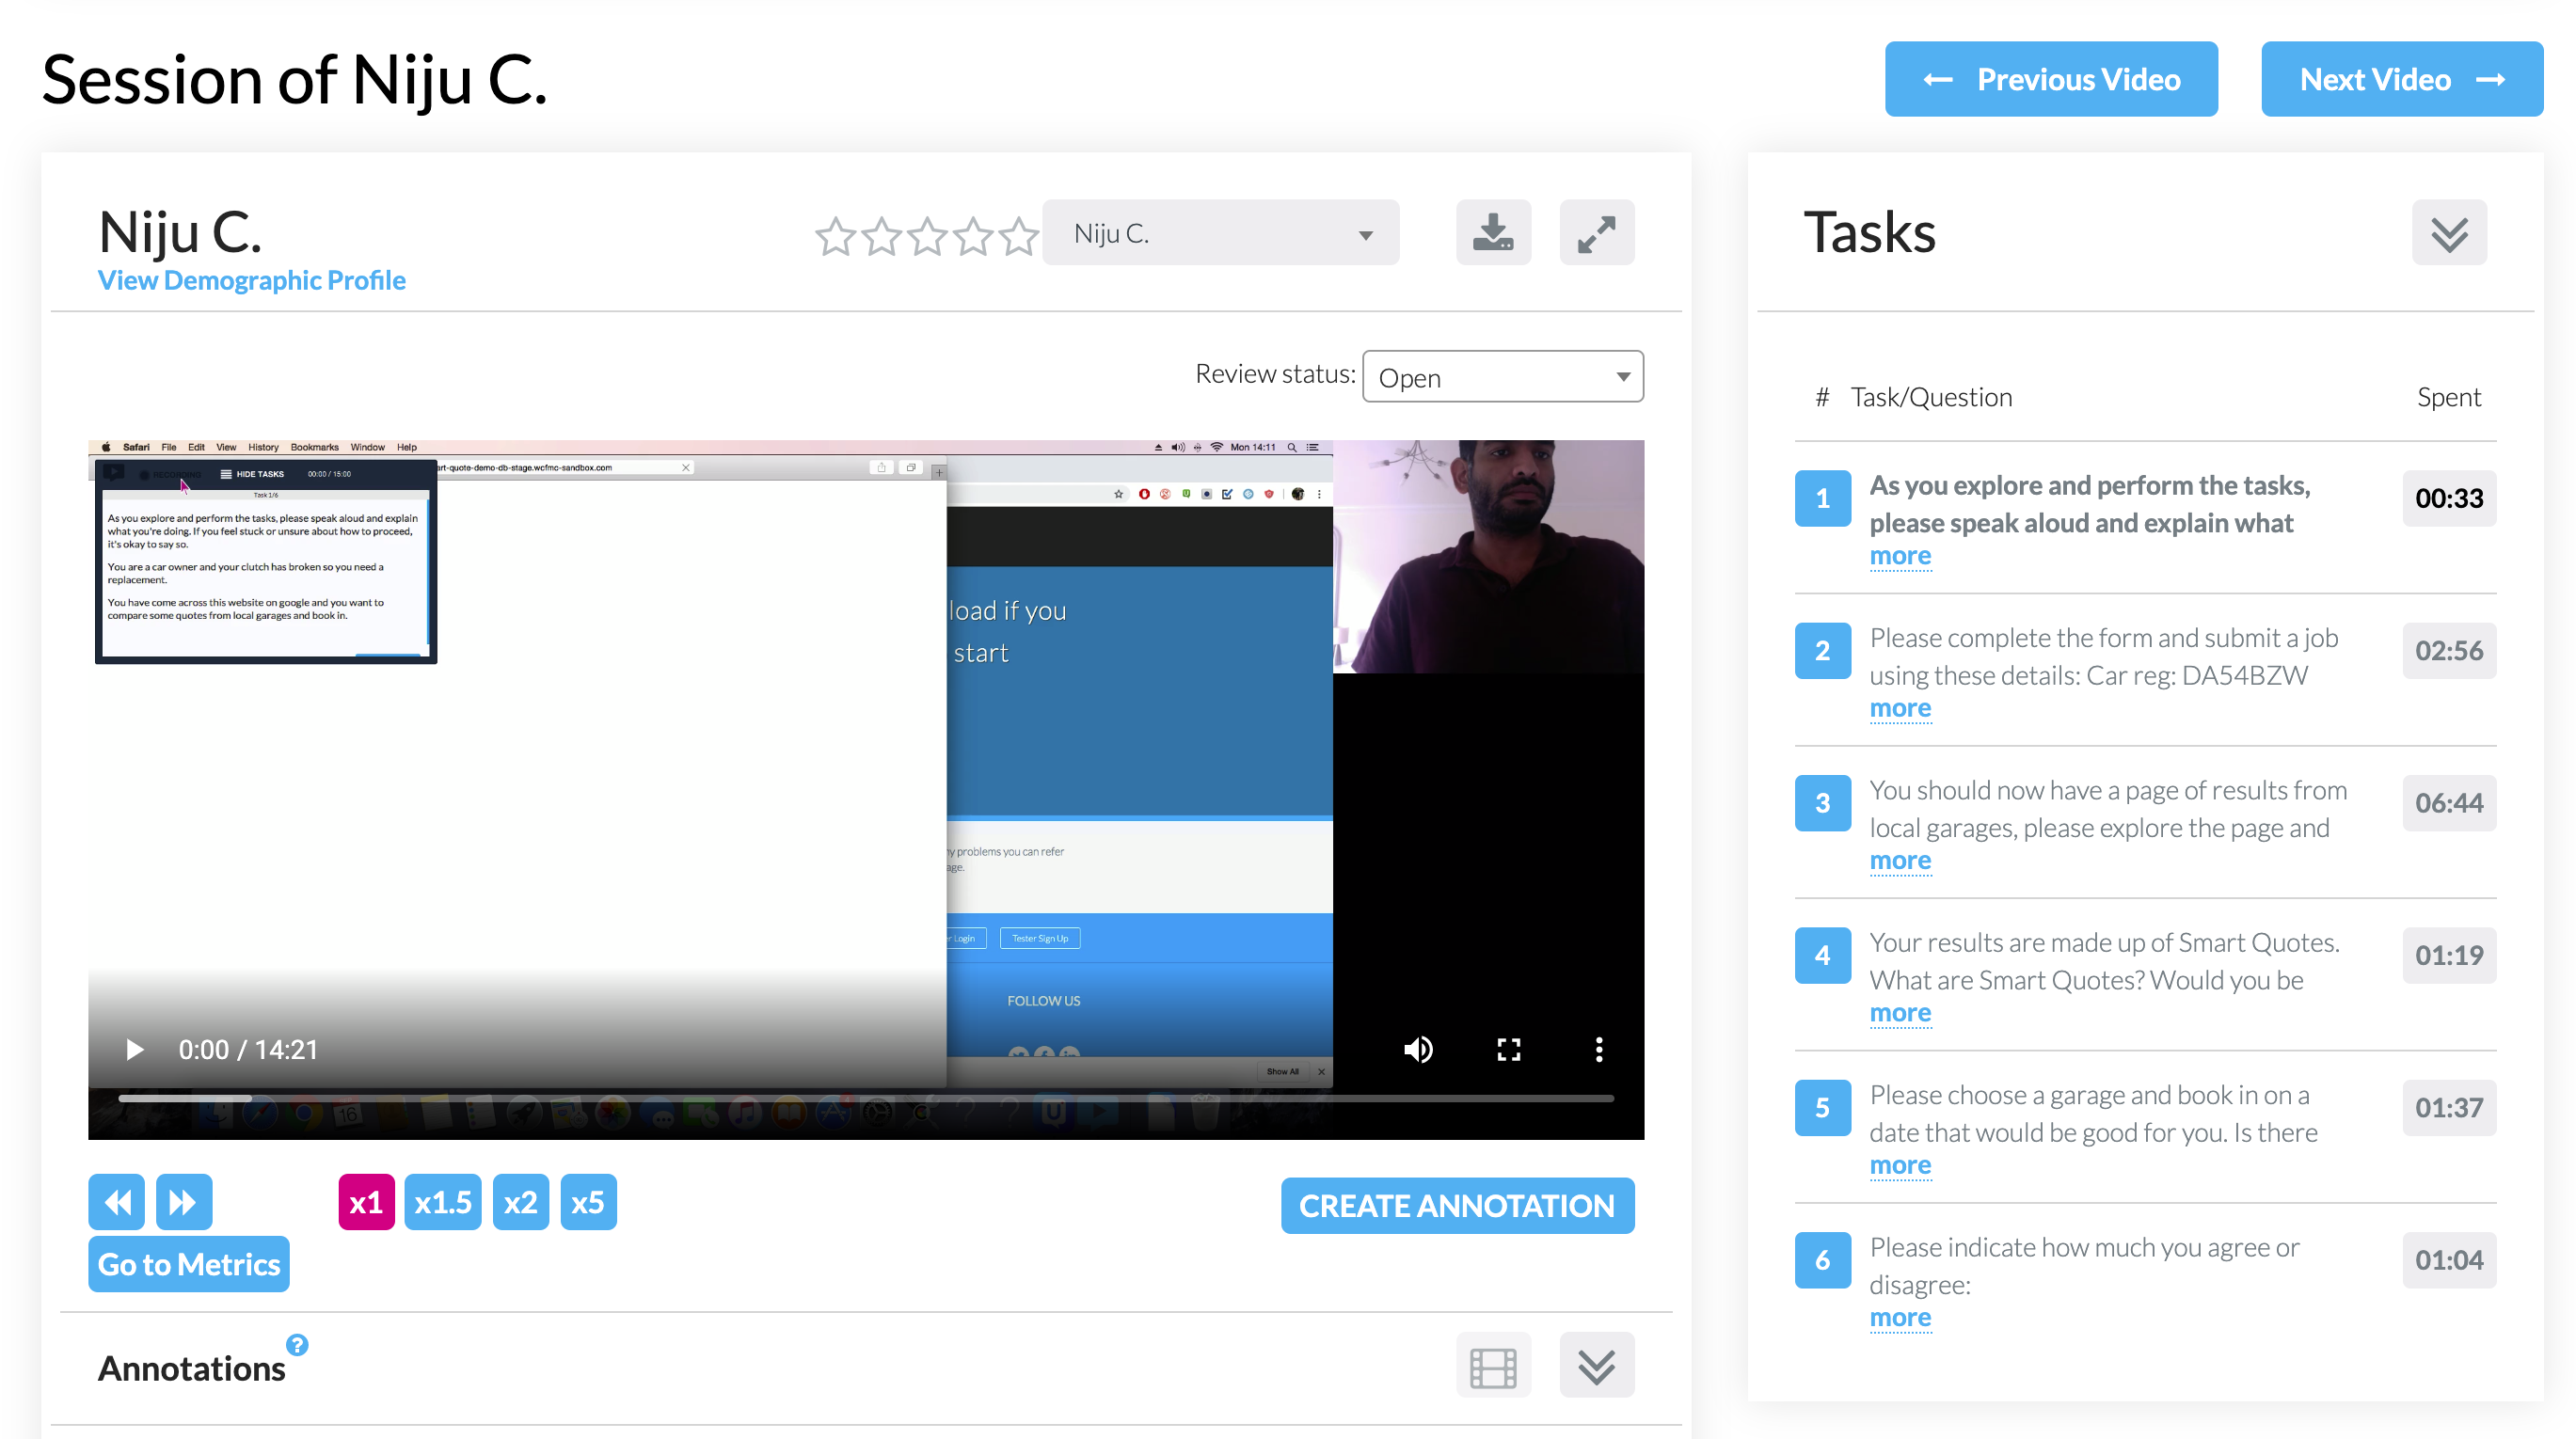 Session of Niju C.
Previous Video
Next Video
Niju C.
View Demographic Profile
Niju C.
Review status: Open
Safari File Edit View History Bookmarks Window Help
Mon 14:11
art-quote-demo-db-stage.wcfmc-sandbox.com
RECORDING HIDE TASKS 00:00 / 15:00
Task 1/6
As you explore and perform the tasks, please speak aloud and explain
what you're doing. If you feel stuck or unsure about how to proceed,
it's okay to say so.
You are a car owner and your clutch has broken so you need a
replacement.
You have come across this website on google and you want to
compare some quotes from local garages and book in.
load if you
start
y problems you can refer
age.
r Login
Tester Sign Up
FOLLOW US
Show All
16
0:00 / 14:21
x1 x1.5 x2 x5
CREATE ANNOTATION
Go to Metrics
Annotations ?
Tasks
# Task/Question Spent
1 As you explore and perform the tasks, 00:33
please speak aloud and explain what
more
2 Please complete the form and submit a job 02:56
using these details: Car reg: DA54BZW
more
3 You should now have a page of results from 06:44
local garages, please explore the page and
more
4 Your results are made up of Smart Quotes. 01:19
What are Smart Quotes? Would you be
more
5 Please choose a garage and book in on a 01:37
date that would be good for you. Is there
more
6 Please indicate how much you agree or 01:04
disagree:
more